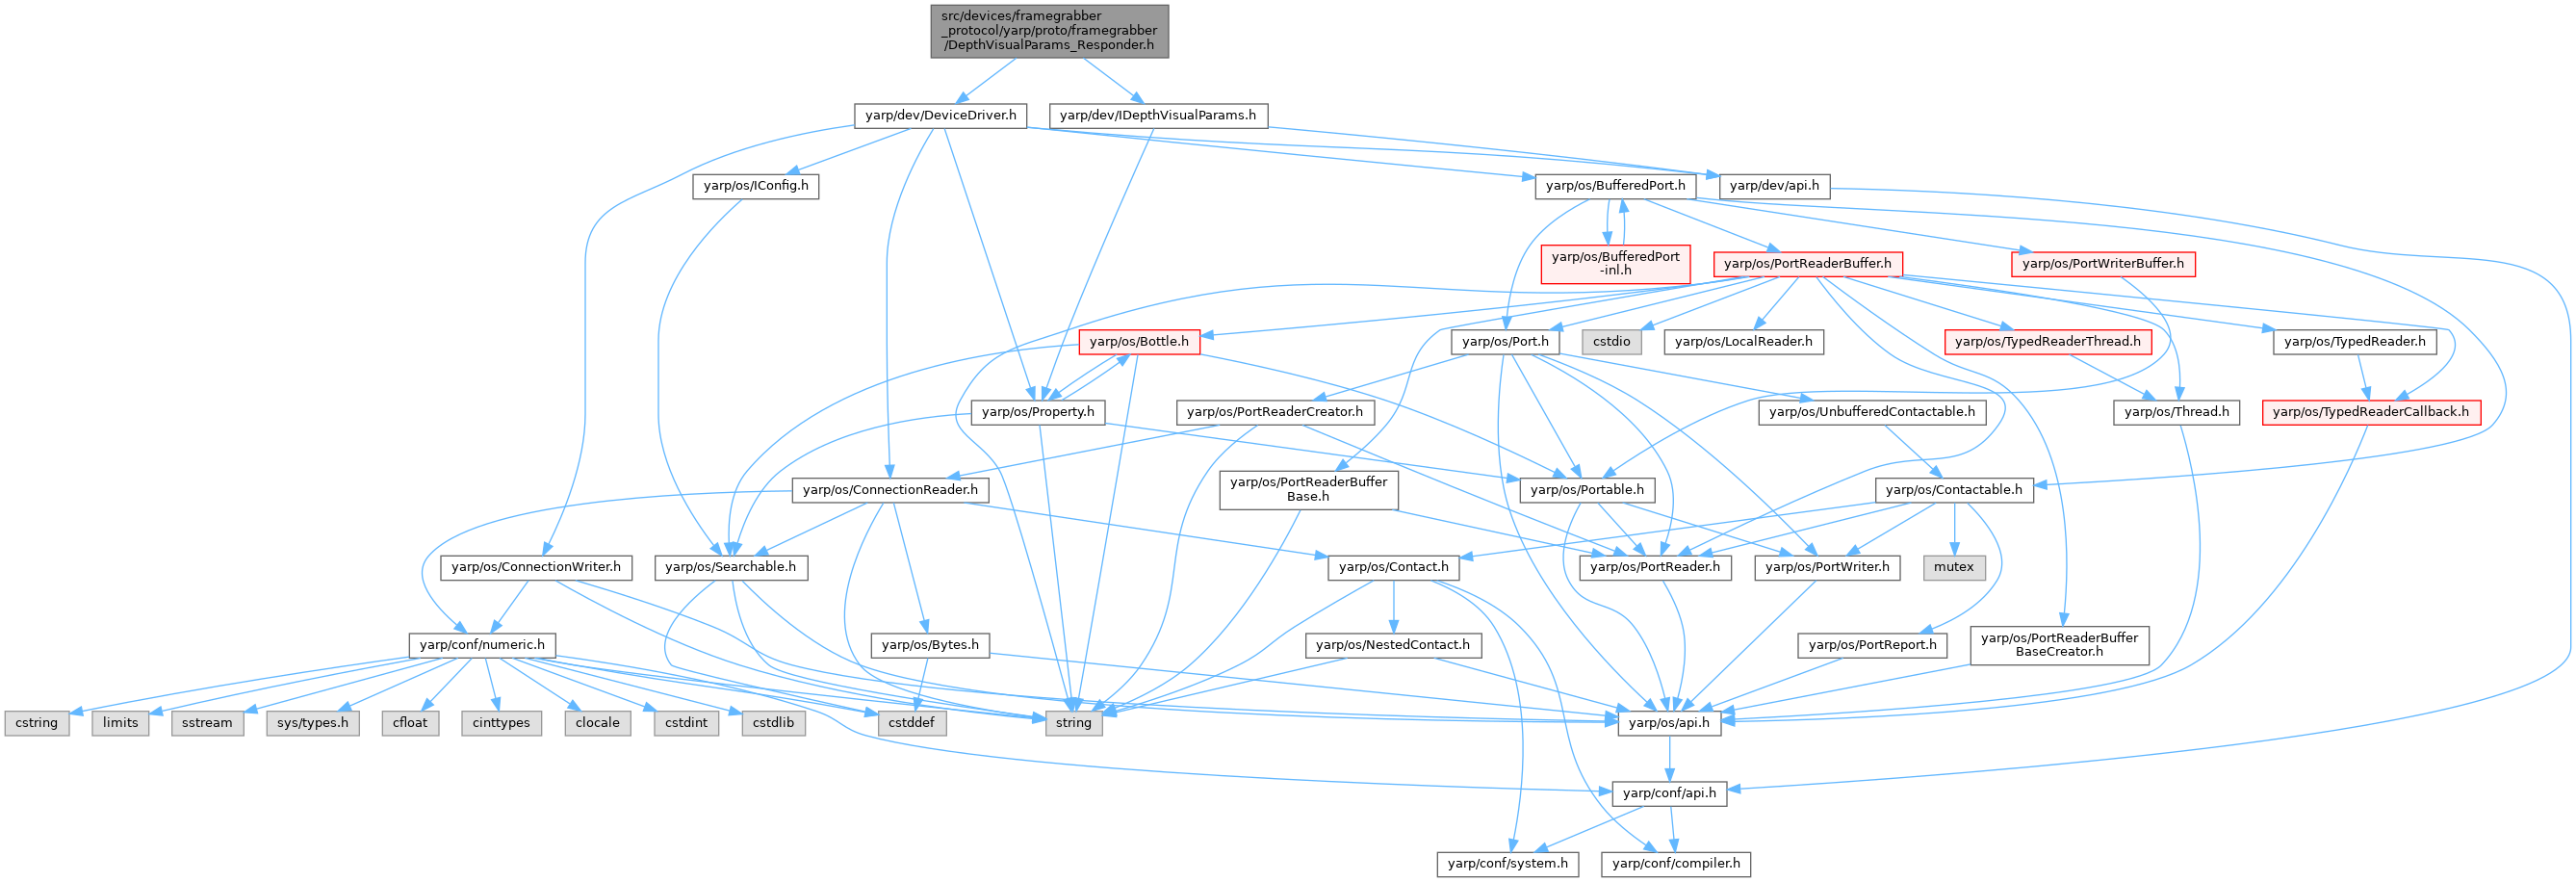 src/devices/framegrabber
_protocol/yarp/proto/framegrabber
/DepthVisualParams_Responder.h
yarp/dev/DeviceDriver.h
yarp/dev/IDepthVisualParams.h
yarp/os/IConfig.h
yarp/os/BufferedPort.h
yarp/dev/api.h
yarp/os/BufferedPort
-inl.h
yarp/os/PortReaderBuffer.h
yarp/os/PortWriterBuffer.h
yarp/os/Bottle.h
yarp/os/Port.h
cstdio
yarp/os/LocalReader.h
yarp/os/TypedReaderThread.h
yarp/os/TypedReader.h
yarp/os/Property.h
yarp/os/PortReaderCreator.h
yarp/os/UnbufferedContactable.h
yarp/os/Thread.h
yarp/os/TypedReaderCallback.h
yarp/os/ConnectionReader.h
yarp/os/PortReaderBuffer
Base.h
yarp/os/Portable.h
yarp/os/Contactable.h
yarp/os/ConnectionWriter.h
yarp/os/Searchable.h
yarp/os/Contact.h
yarp/os/PortReader.h
yarp/os/PortWriter.h
mutex
yarp/conf/numeric.h
yarp/os/Bytes.h
yarp/os/NestedContact.h
yarp/os/PortReport.h
yarp/os/PortReaderBuffer
BaseCreator.h
cstring
limits
sstream
sys/types.h
cfloat
cinttypes
clocale
cstdint
cstdlib
cstddef
string
yarp/os/api.h
yarp/conf/api.h
yarp/conf/system.h
yarp/conf/compiler.h